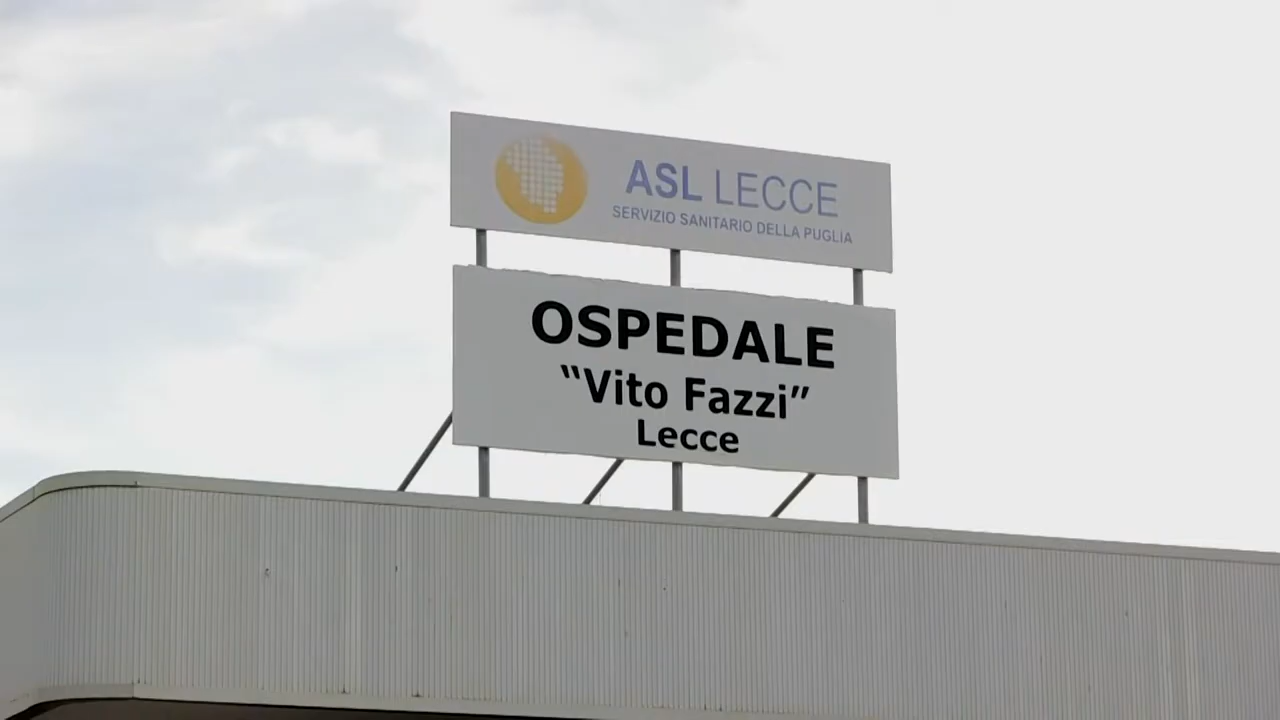 ASL LECCE
SERVIZIO SANITARIO DELLA PUGLIA
OSPEDALE
“Vito Fazzi”
Lecce